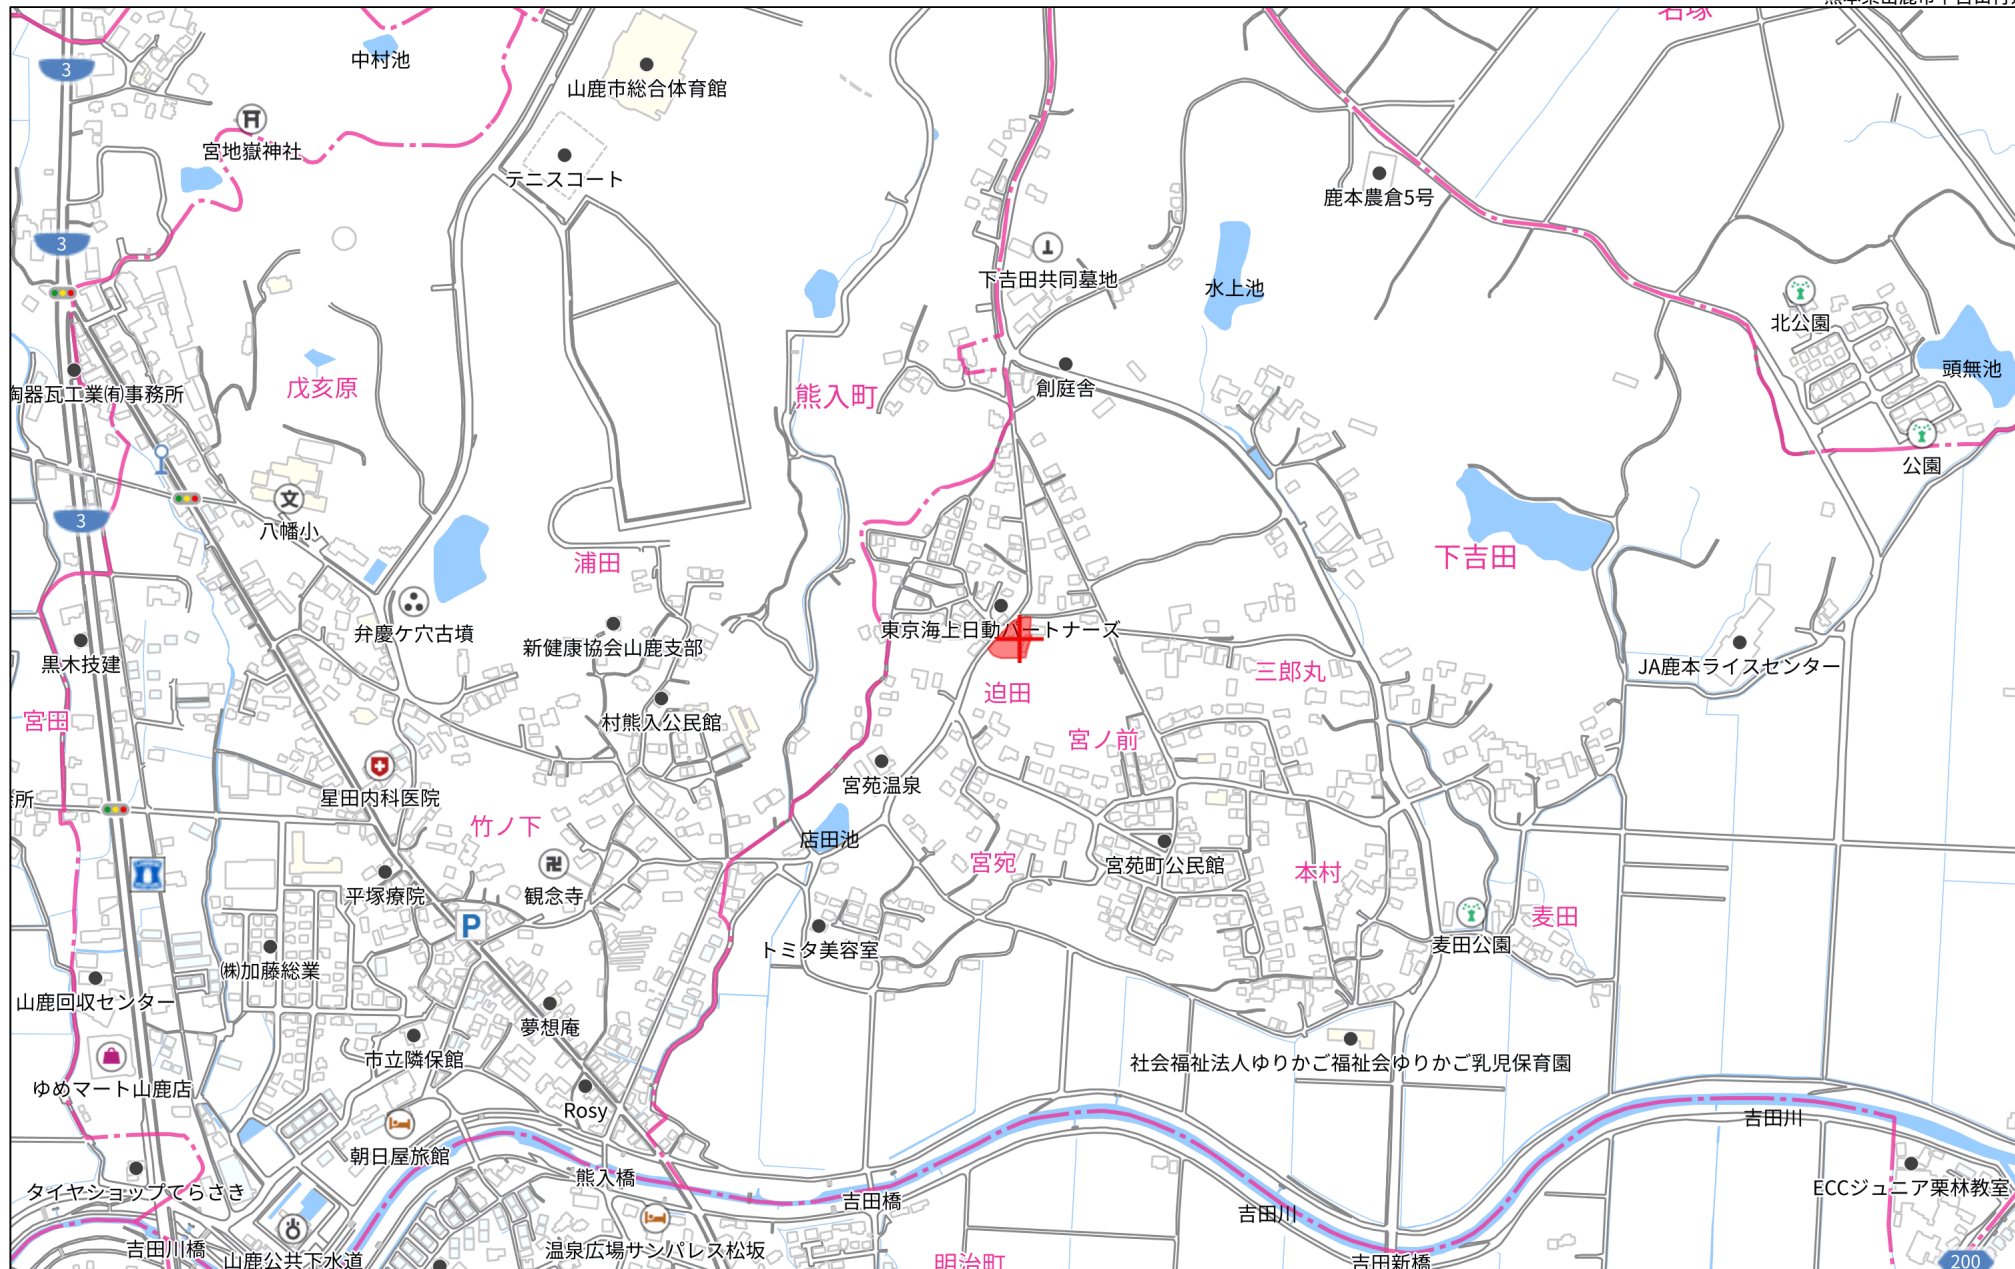 3
中村池
山鹿市総合体育館
宮地嶽神社
テニスコート
鹿本農倉5号
3
下吉田共同墓地
水上池
北公園
陶器瓦工業㈲事務所
戊亥原
熊入町
創庭舎
頭無池
公園
3
八幡小
浦田
下吉田
弁慶ケ穴古墳
新健康協会山鹿支部
東京海上日動パートナーズ
黒木技建
三郎丸
JA鹿本ライスセンター
宮田
村熊入公民館
迫田
宮ノ前
星田内科医院
宮苑温泉
所
竹ノ下
店田池
平塚療院
観念寺
宮宛
宮苑町公民館
本村
P
トミタ美容室
麦田
麦田公園
㈱加藤総業
山鹿回収センター
夢想庵
市立隣保館
社会福祉法人ゆりかご福祉会ゆりかご乳児保育園
ゆめマート山鹿店
Rosy
吉田川
朝日屋旅館
熊入橋
タイヤショップてらさき
吉田橋
吉田川
ECCジュニア栗林教室
吉田川橋
山鹿公共下水道
温泉広場サンパレス松坂
明治町
吉田新橋
200